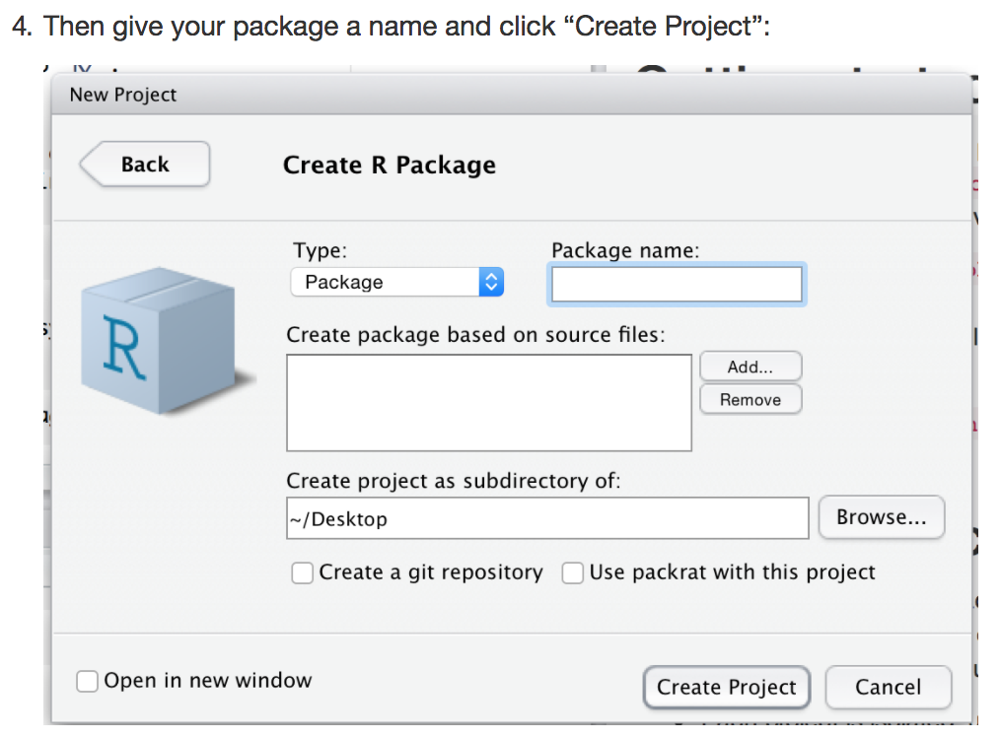 4. Then give your package a name and click “Create Project”:
New Project
Back
Create R Package
Type:
Package name:
Package
R
Create package based on source files:
Add...
Remove
Create project as subdirectory of:
~/Desktop
Browse...
Create a git repository
Use packrat with this project
Open in new window
Create Project
Cancel